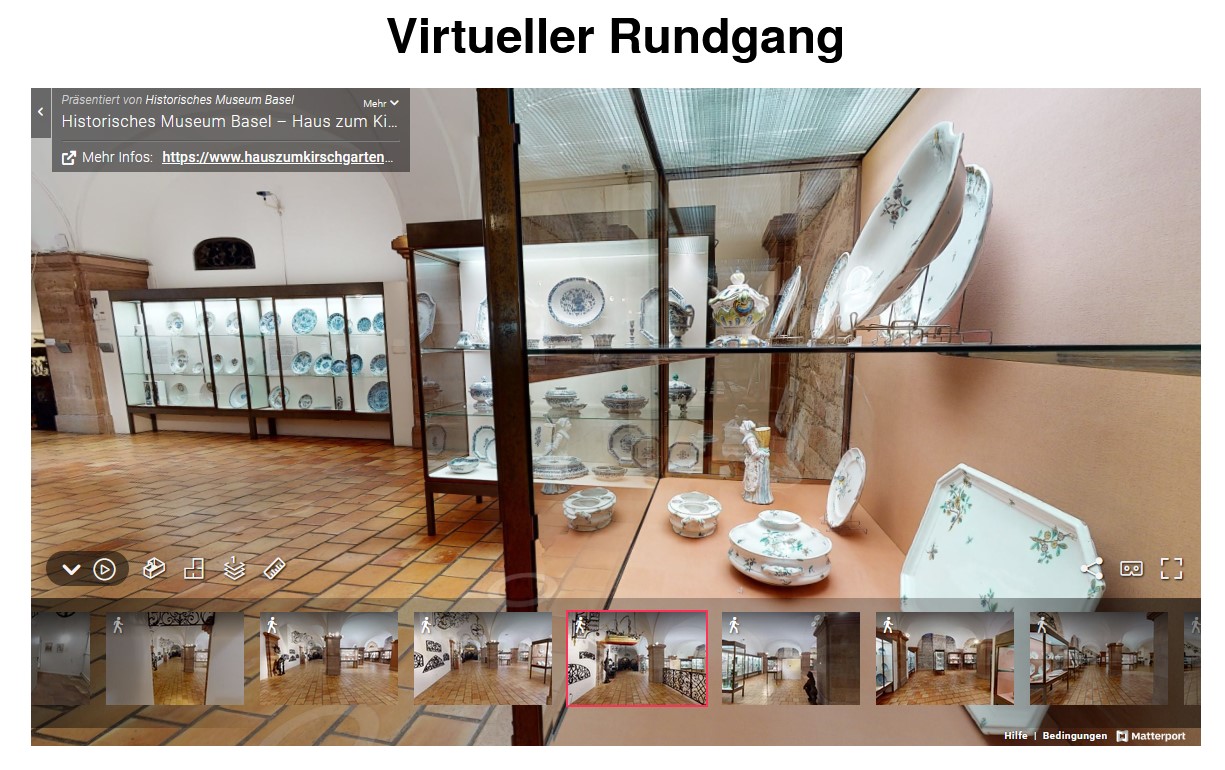 Virtueller Rundgang
Präsentiert von Historisches Museum Basel
Mehr
Historisches Museum Basel – Haus zum Ki...
Mehr Infos: https://www.hauszumkirschgarten...
1
Hilfe | Bedingungen Matterport